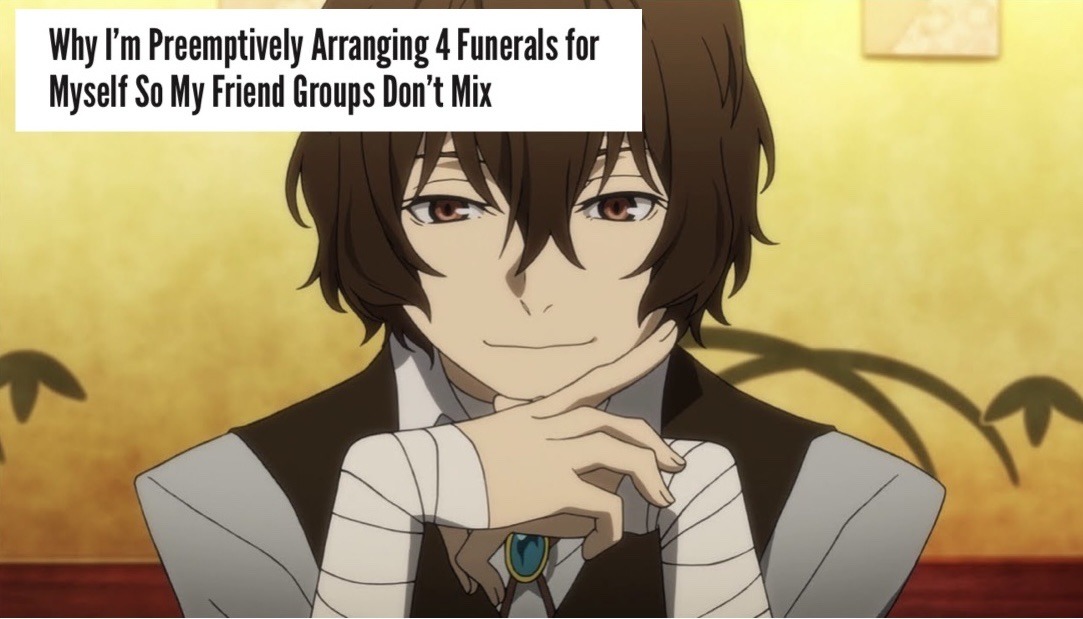 Why I’m Preemptively Arranging 4 Funerals for
Myself So My Friend Groups Don’t Mix